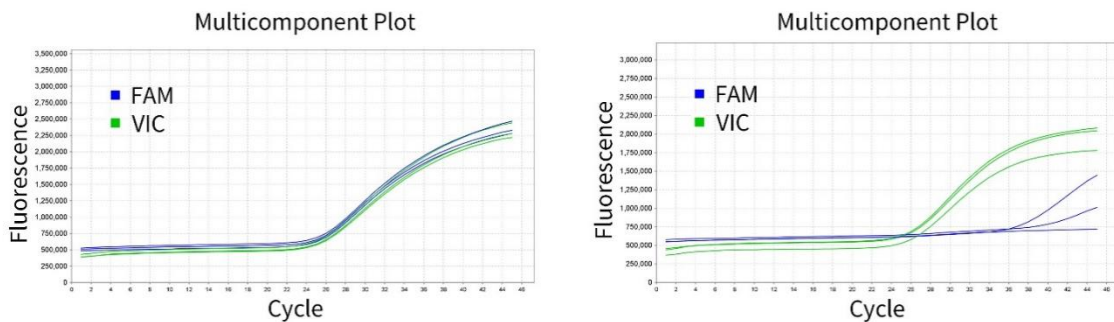 Multicomponent Plot
3,500,000
3,250,000
3,000,000
2,750,000
2,500,000
2,250,000
2,000,000
1,750,000
1,500,000
1,250,000
1,000,000
750,000
500,000
250,000
0
FAM
VIC
Fluorescence
0 2 4 6 8 10 12 14 16 18 20 22 24 26 28 30 32 34 36 38 40 42 44 46
Cycle
Multicomponent Plot
3,000,000
2,750,000
2,500,000
2,250,000
2,000,000
1,750,000
1,500,000
1,250,000
1,000,000
750,000
500,000
250,000
0
FAM
VIC
Fluorescence
0 2 4 6 8 10 12 14 16 18 20 22 24 26 28 30 32 34 36 38 40 42 44 46
Cycle